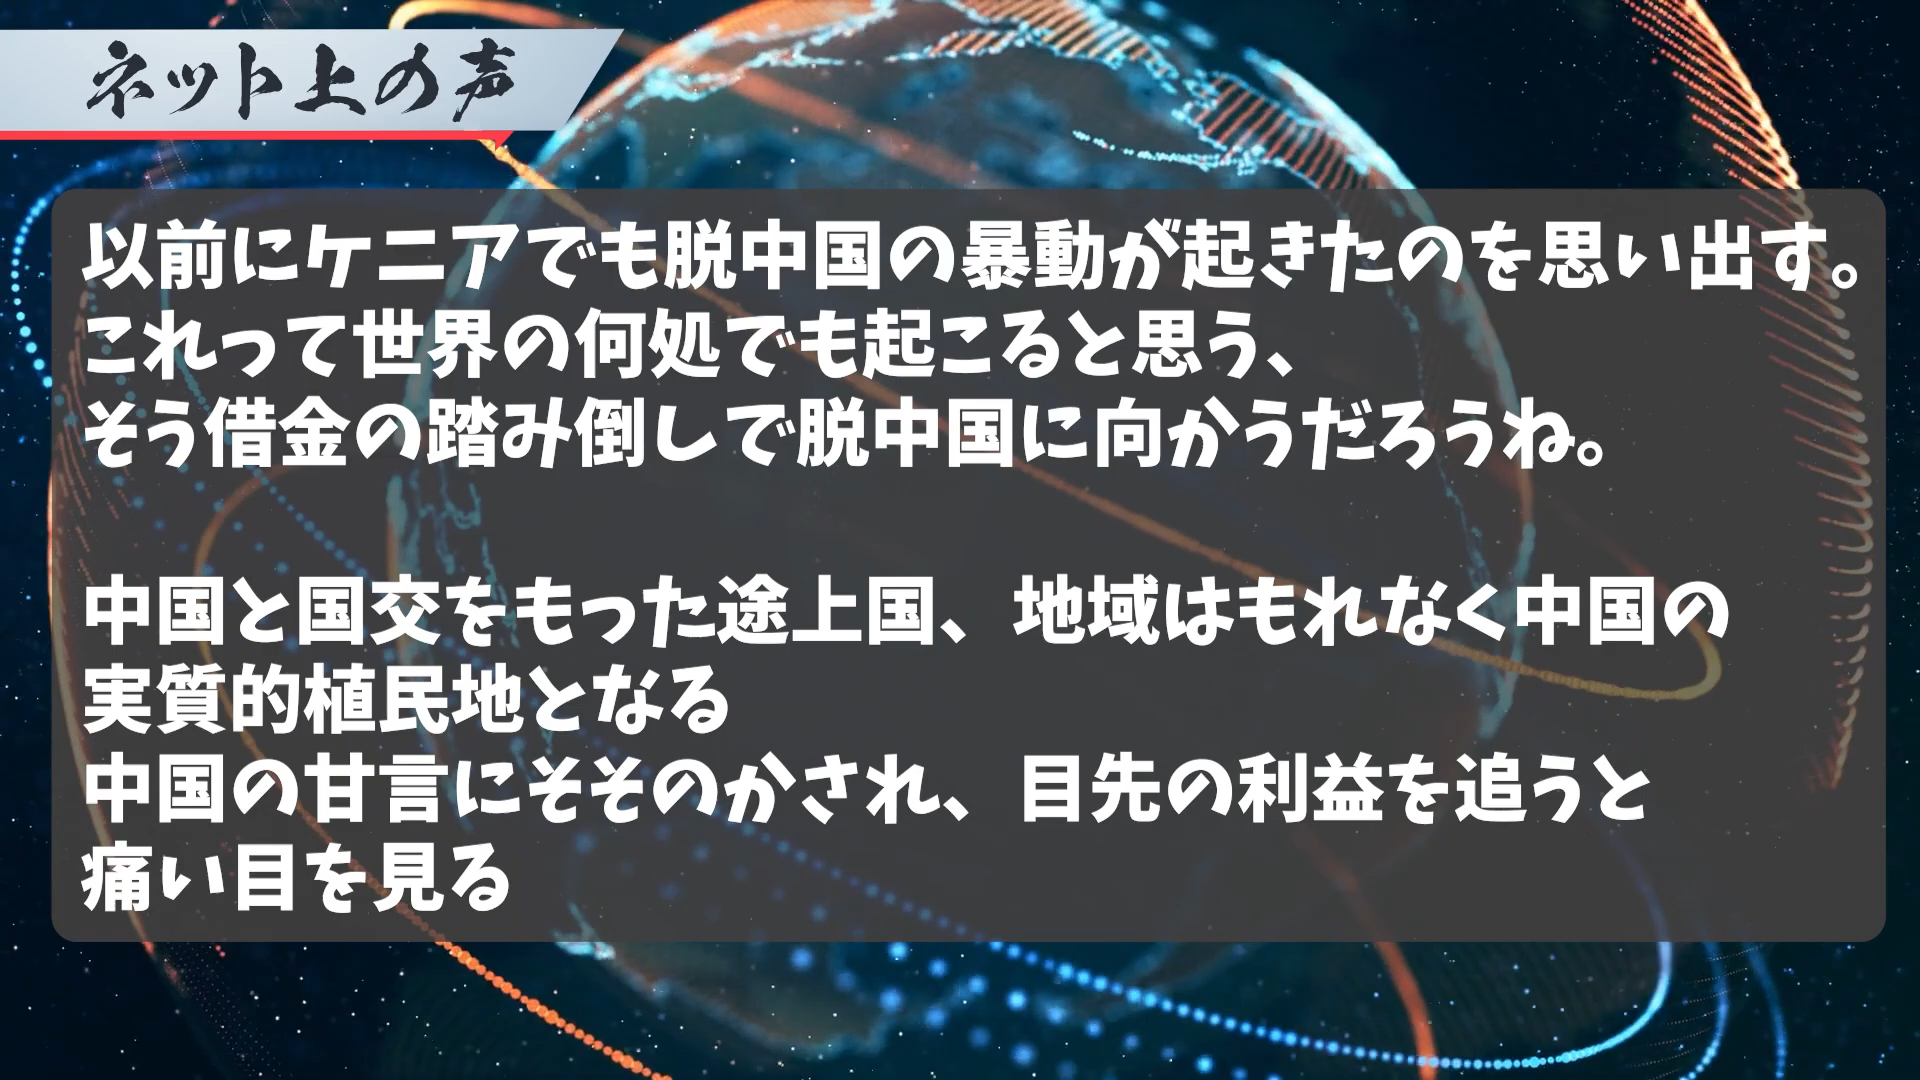 ネット上の声
以前にケニアでも脱中国の暴動が起きたのを思い出す。
これって世界の何処でも起こると思う、
そう借金の踏み倒しで脱中国に向かうだろうね。
中国と国交をもった途上国、地域はもれなく中国の
実質的植民地となる
中国の甘言にそそのかされ、目先の利益を追うと
痛い目を見る